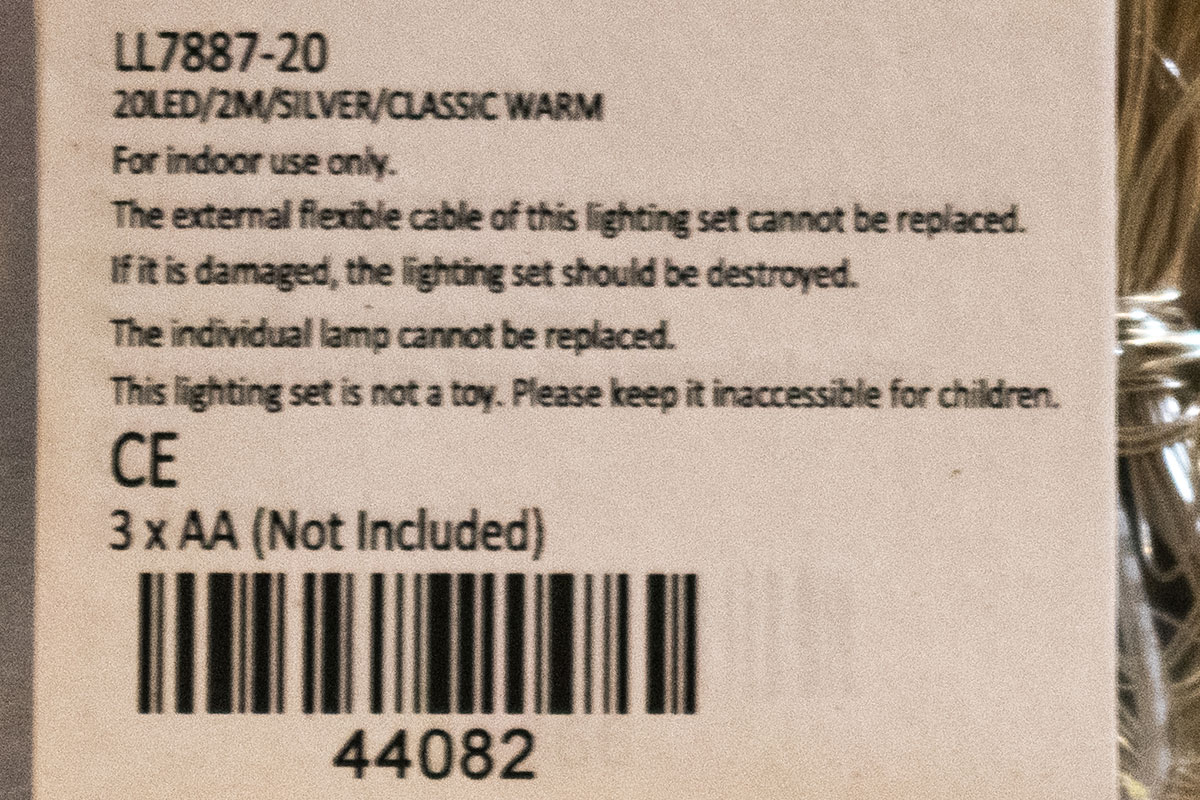 LL7887-20
20LED/2M/SILVER/CLASSIC WARM
For indoor use only.
The external flexible cable of this lighting set cannot be replaced.
If it is damaged, the lighting set should be destroyed.
The individual lamp cannot be replaced.
This lighting set is not a toy. Please keep it inaccessible for children.
CE
3 x AA (Not Included)
44082